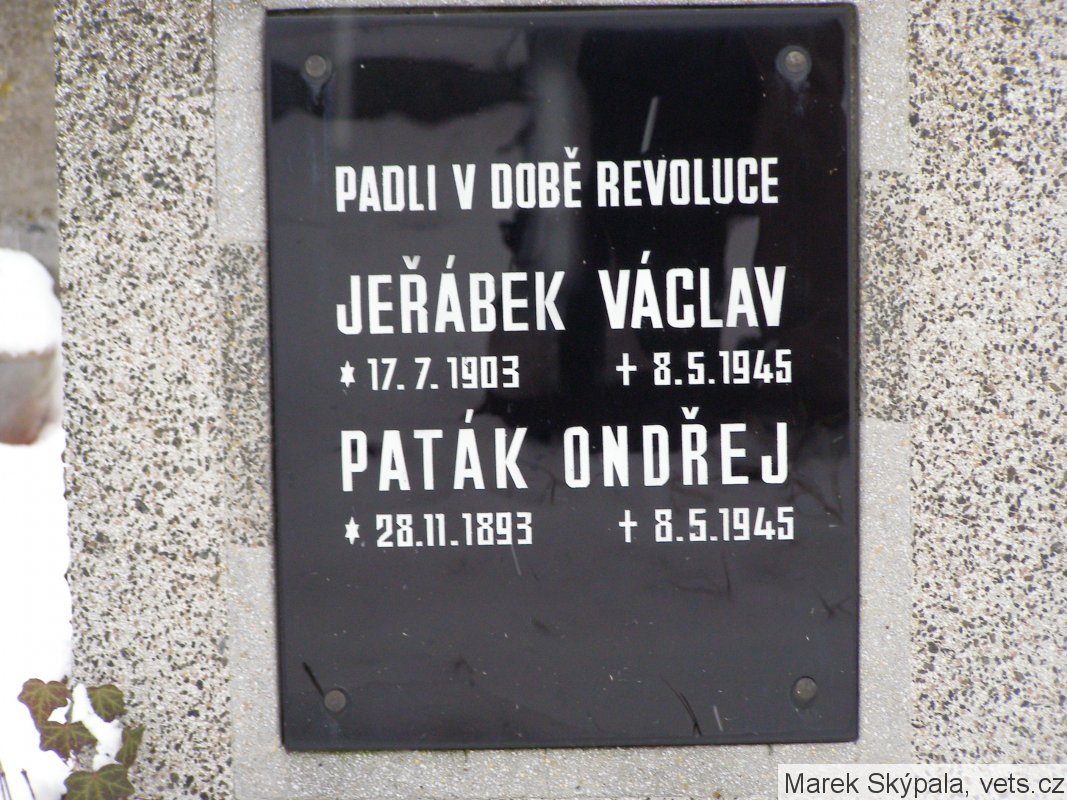 PADLI V DOBĚ REVOLUCE
JEŘÁBEK VÁCLAV
* 17. 7. 1903 † 8. 5. 1945
PATÁK ONDŘEJ
* 28. 11. 1893 † 8. 5. 1945
Marek Skýpala, vets.cz